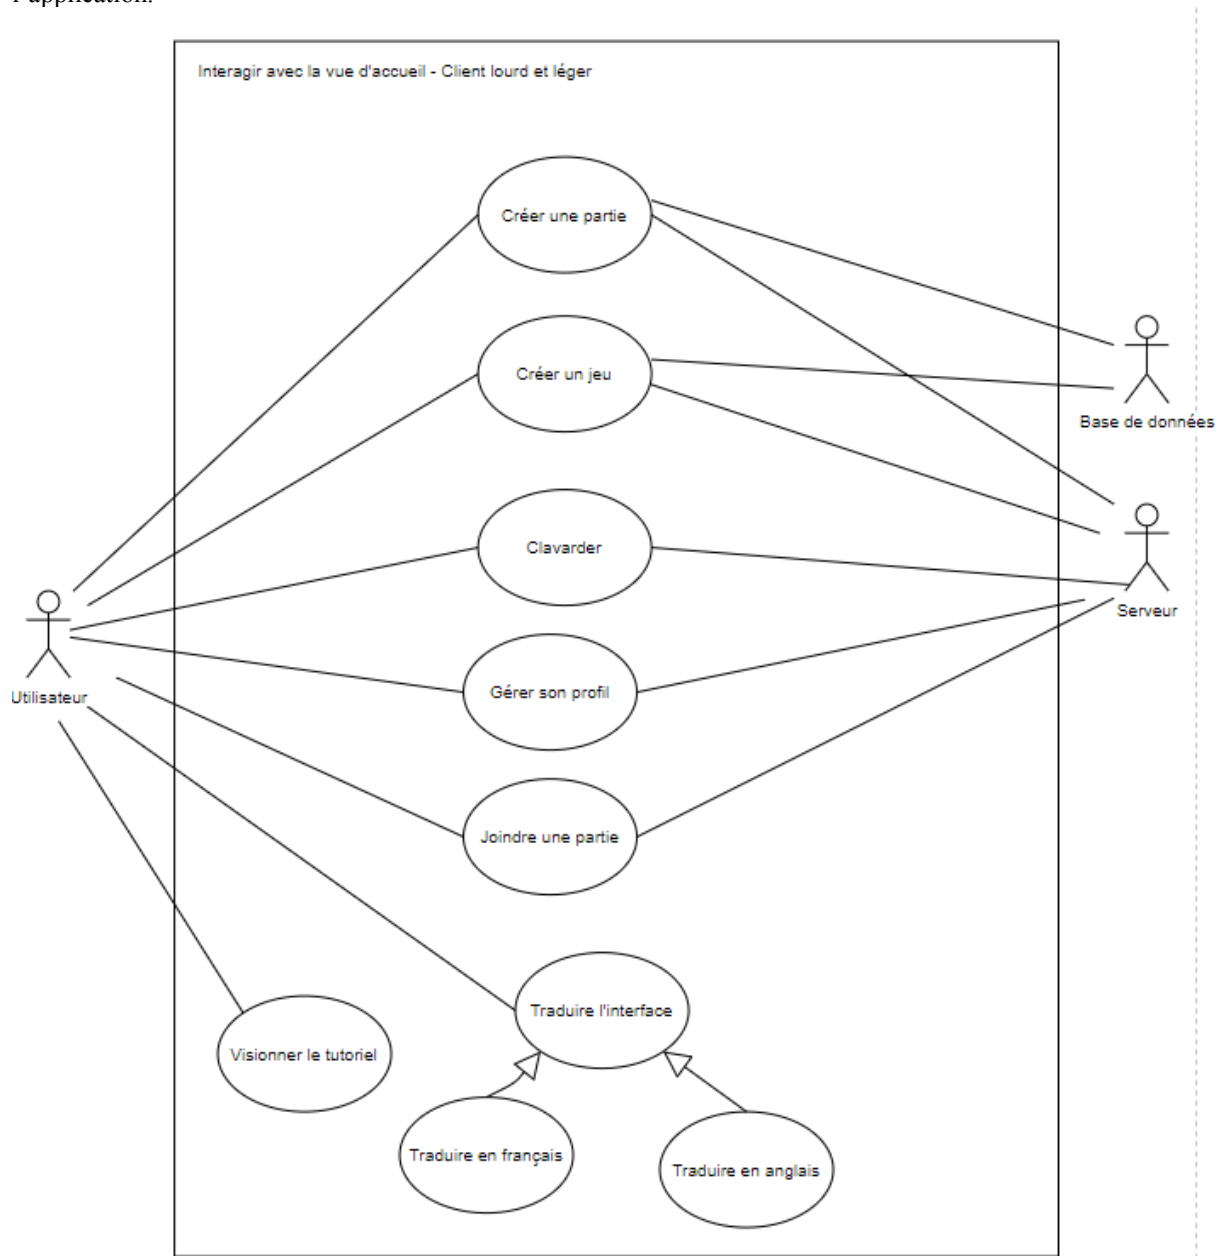 l'application.
Interagir avec la vue d'accueil - Client lourd et léger
Créer une partie
Créer un jeu
Base de données
Clavarder
Serveur
Utilisateur
Gérer son profil
Joindre une partie
Traduire l'interface
Visionner le tutoriel
Traduire en français
Traduire en anglais